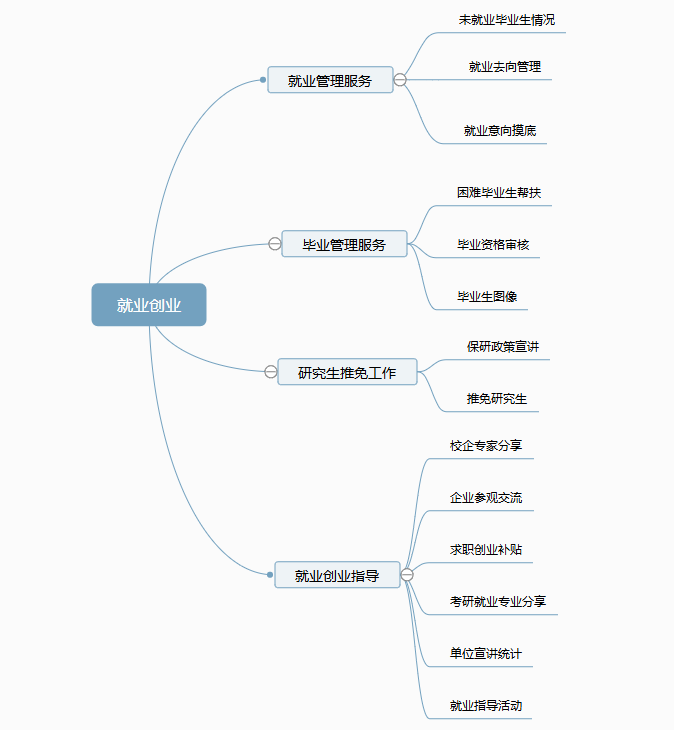 就业创业
就业管理服务
未就业毕业生情况
就业去向管理
就业意向摸底
毕业管理服务
困难毕业生帮扶
毕业资格审核
毕业生图像
研究生推免工作
保研政策宣讲
推免研究生
就业创业指导
校企专家分享
企业参观交流
求职创业补贴
考研就业专业分享
单位宣讲统计
就业指导活动